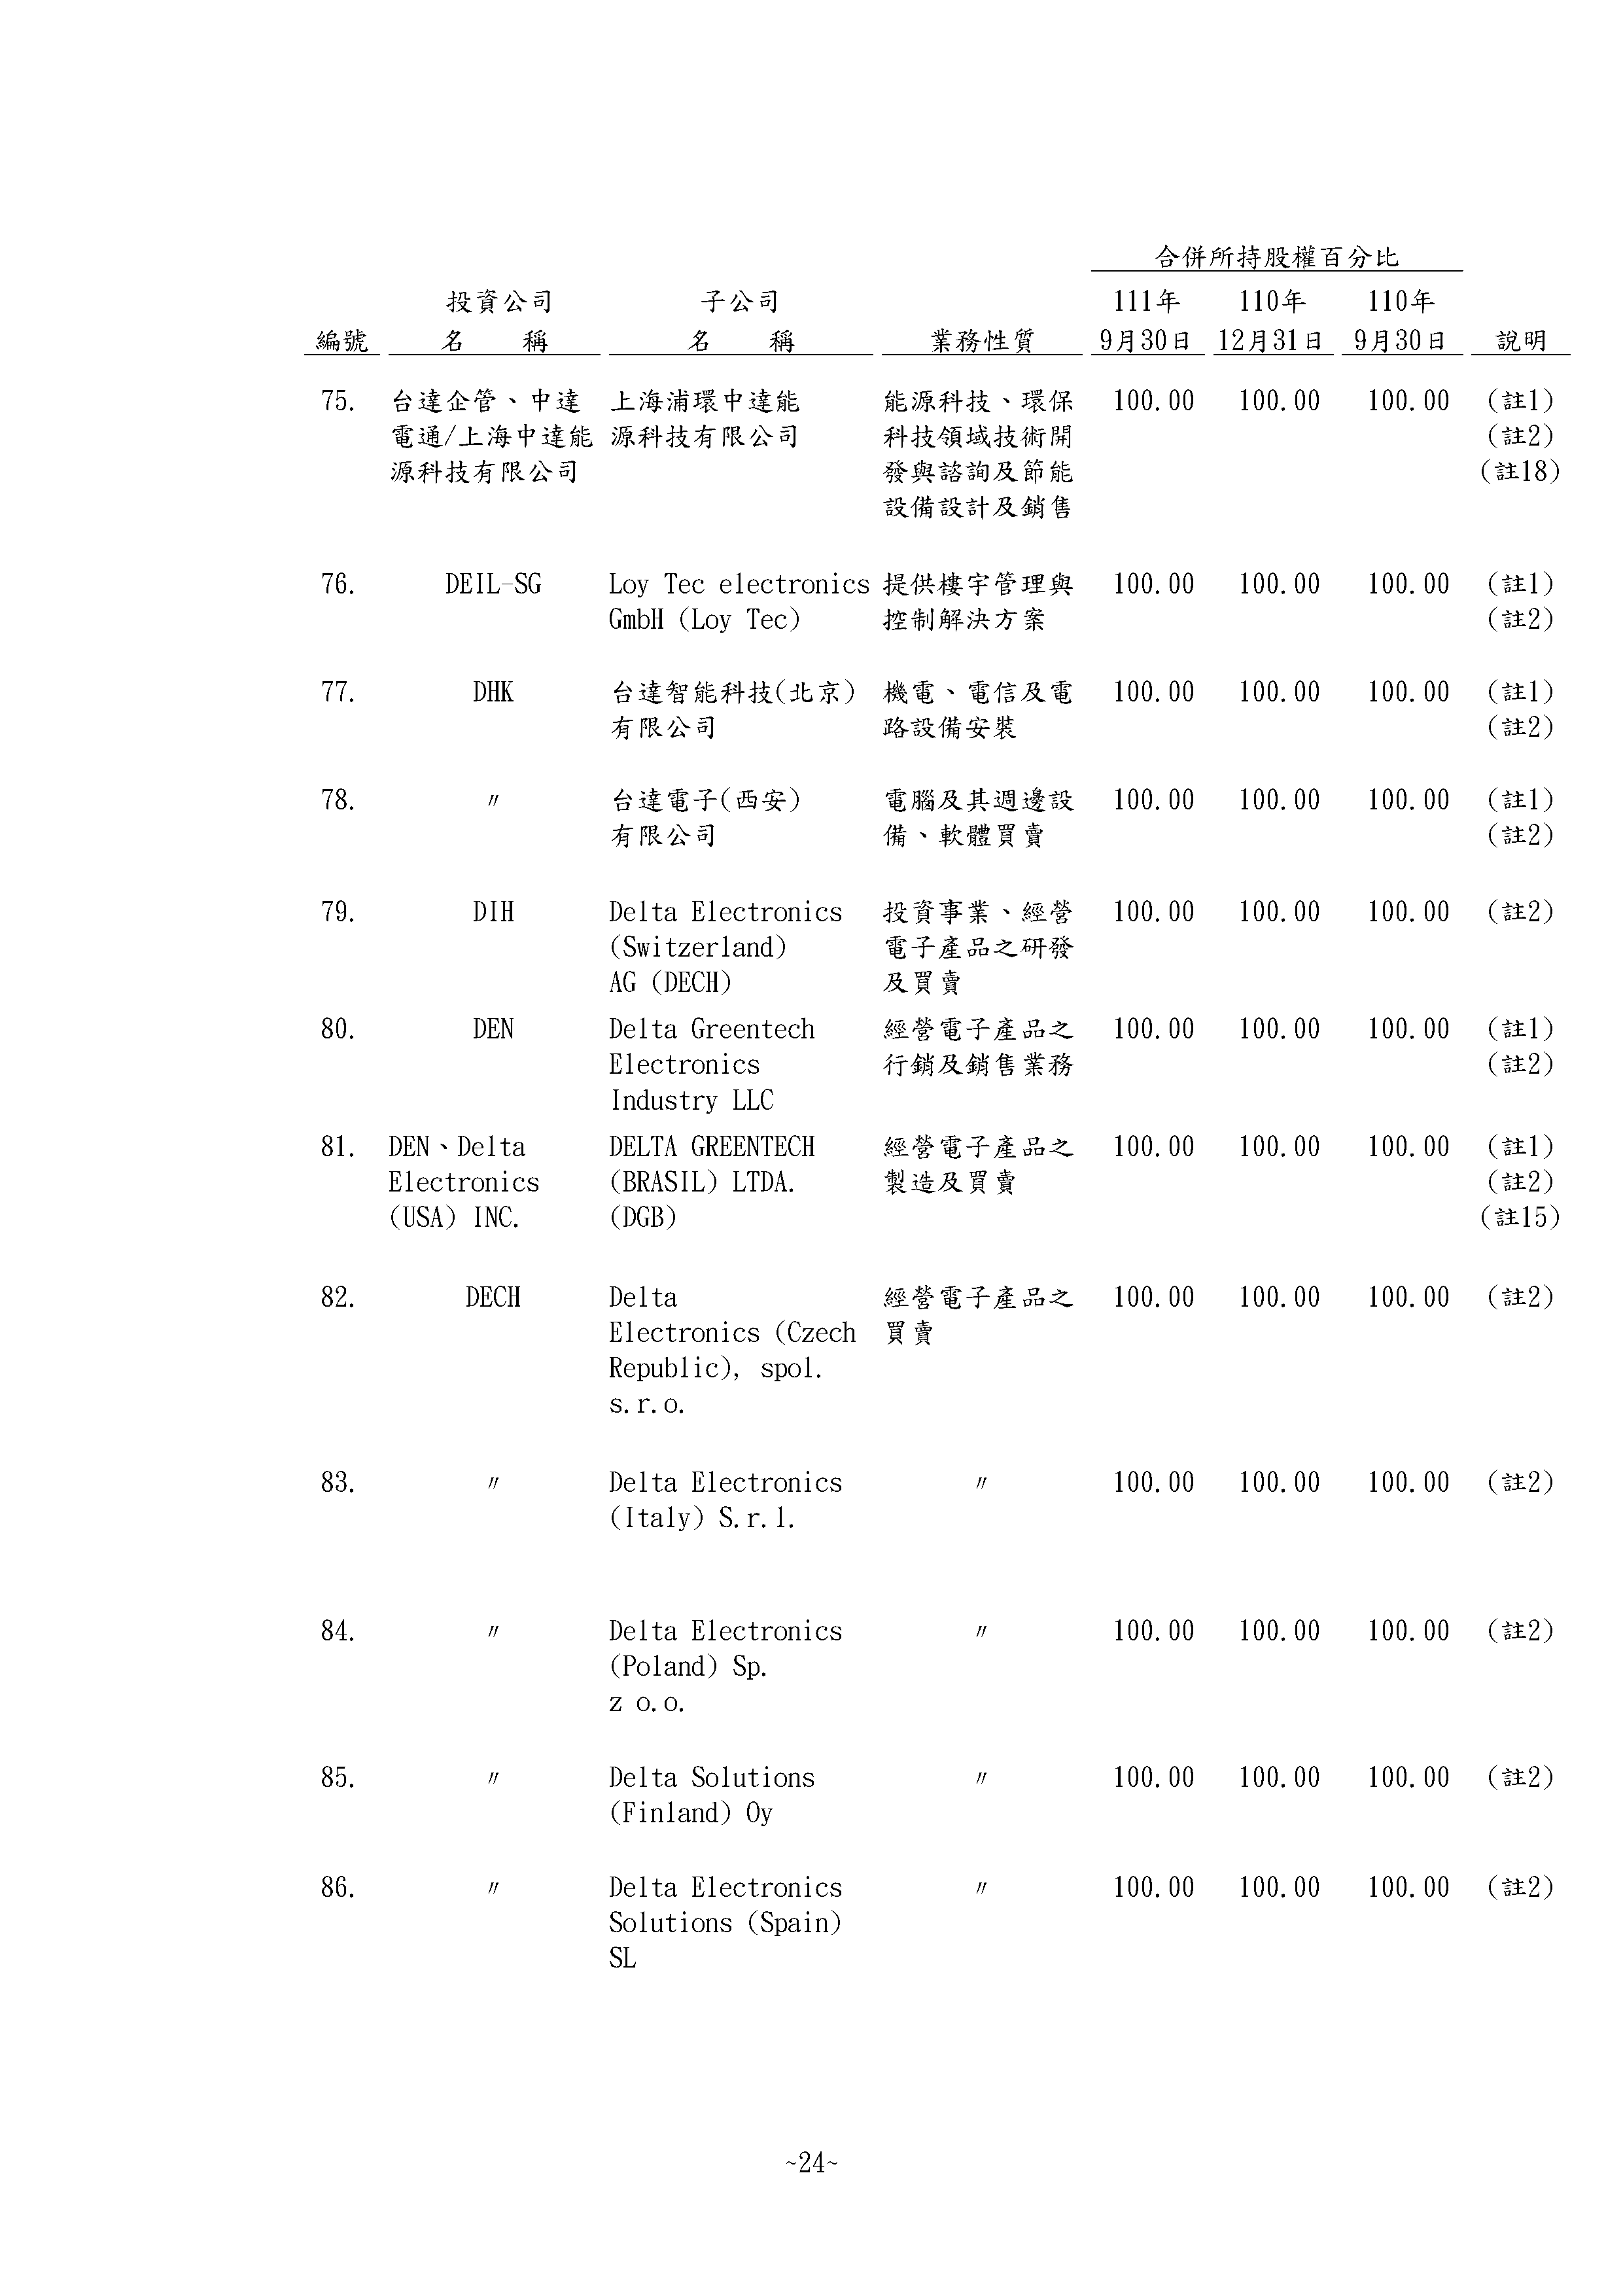 合併所持股權百分比
投資公司 子公司 111年 110年 110年
編號 名 稱 名 稱 業務性質 9月30日 12月31日 9月30日 說明
75. 台達企管、中達 上海浦環中達能 能源科技、環保 100.00 100.00 100.00 (註1)
電通/上海中達能 源科技有限公司 科技領域技術開 (註2)
源科技有限公司 發與諮詢及節能 (註18)
設備設計及銷售
76. DEIL-SG Loy Tec electronics 提供樓宇管理與 100.00 100.00 100.00 (註1)
GmbH (Loy Tec) 控制解決方案 (註2)
77. DHK 台達智能科技(北京) 機電、電信及電 100.00 100.00 100.00 (註1)
有限公司 路設備安裝 (註2)
78. 〃 台達電子(西安) 電腦及其週邊設 100.00 100.00 100.00 (註1)
有限公司 備、軟體買賣 (註2)
79. DIH Delta Electronics 投資事業、經營 100.00 100.00 100.00 (註2)
(Switzerland) 電子產品之研發
AG (DECH) 及買賣
80. DEN Delta Greentech 經營電子產品之 100.00 100.00 100.00 (註1)
Electronics 行銷及銷售業務 (註2)
Industry LLC
81. DEN、Delta DELTA GREENTECH 經營電子產品之 100.00 100.00 100.00 (註1)
Electronics (BRASIL) LTDA. 製造及買賣 (註2)
(USA) INC. (DGB) (註15)
82. DECH Delta 經營電子產品之 100.00 100.00 100.00 (註2)
Electronics (Czech 買賣
Republic), spol.
s.r.o.
83. 〃 Delta Electronics 〃 100.00 100.00 100.00 (註2)
(Italy) S.r.l.
84. 〃 Delta Electronics 〃 100.00 100.00 100.00 (註2)
(Poland) Sp.
z o.o.
85. 〃 Delta Solutions 〃 100.00 100.00 100.00 (註2)
(Finland) Oy
86. 〃 Delta Electronics 〃 100.00 100.00 100.00 (註2)
Solutions (Spain)
SL
~24~